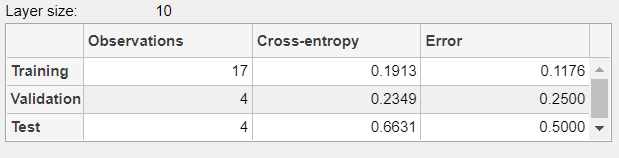 Layer size: 10
Observations Cross-entropy Error
Training 17 0.1913 0.1176
Validation 4 0.2349 0.2500
Test 4 0.6631 0.5000